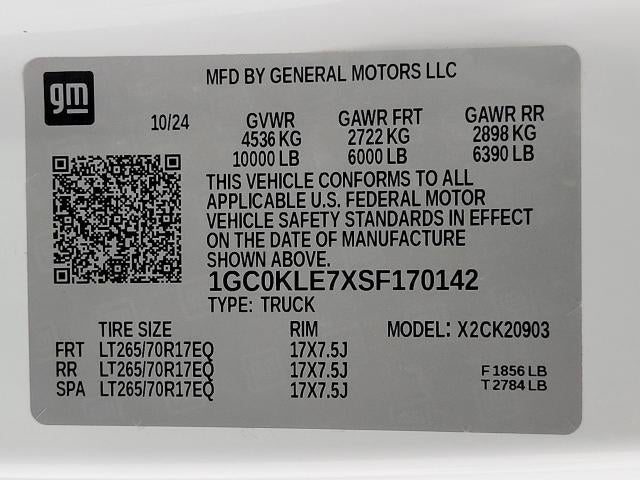 gm
MFD BY GENERAL MOTORS LLC
10/24 GVWR GAWR FRT GAWR RR
4536 KG 2722 KG 2898 KG
10000 LB 6000 LB 6390 LB
THIS VEHICLE CONFORMS TO ALL
APPLICABLE U.S. FEDERAL MOTOR
VEHICLE SAFETY STANDARDS IN EFFECT
ON THE DATE OF MANUFACTURE
SHOWN ABOVE.
1GC0KLE7XSF170142
TYPE: TRUCK
TIRE SIZE RIM MODEL: X2CK20903
FRT LT265/70R17EQ 17X7.5J
RR LT265/70R17EQ 17X7.5J F 1856 LB
SPA LT265/70R17EQ 17X7.5J T 2784 LB